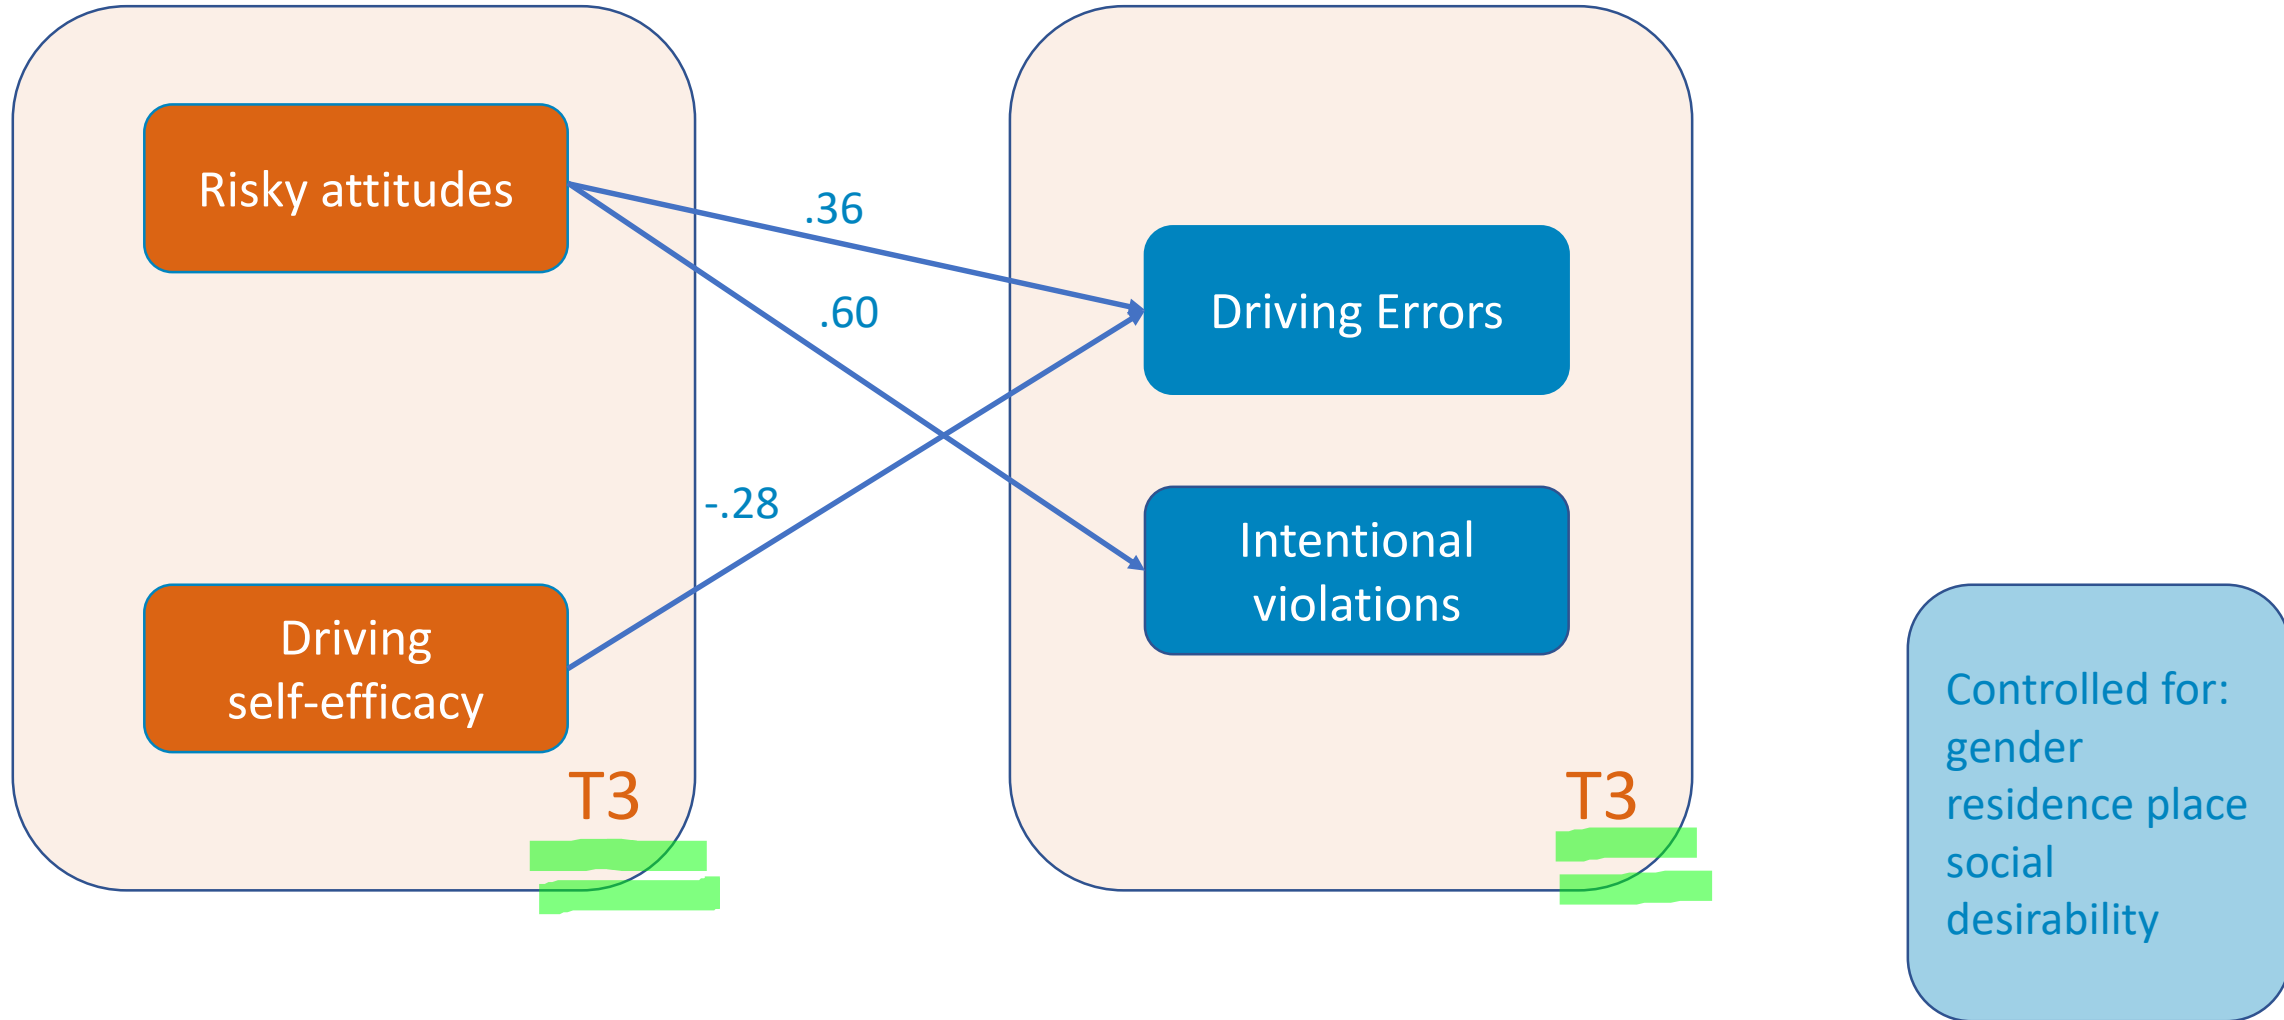 Risky attitudes
Driving
self-efficacy
T3
.36
.60
-.28
Driving Errors
Intentional
violations
T3
Controlled for:
gender
residence place
social
desirability